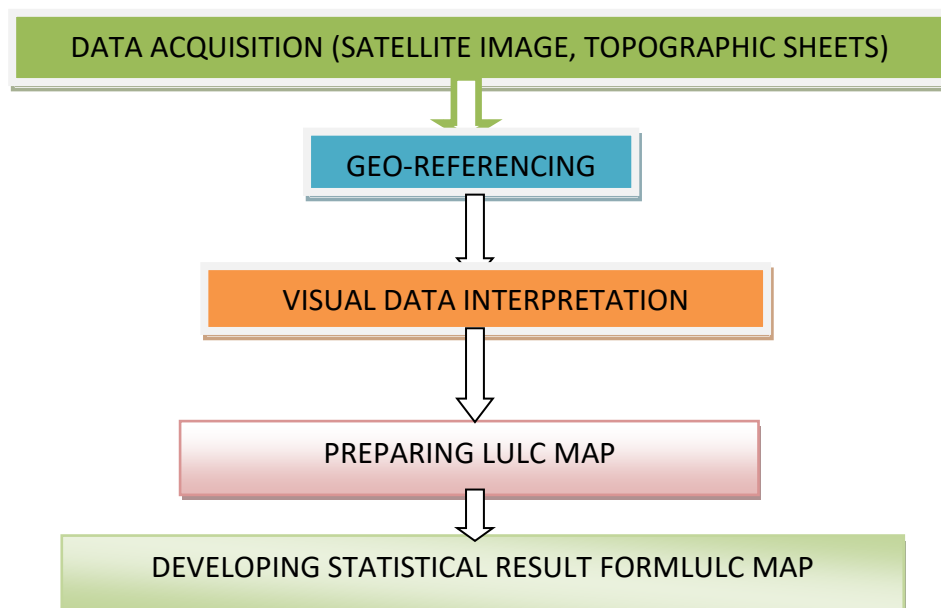 DATA ACQUISITION (SATELLITE IMAGE, TOPOGRAPHIC SHEETS)
GEO-REFERENCING
VISUAL DATA INTERPRETATION
PREPARING LULC MAP
DEVELOPING STATISTICAL RESULT FORMLULC MAP